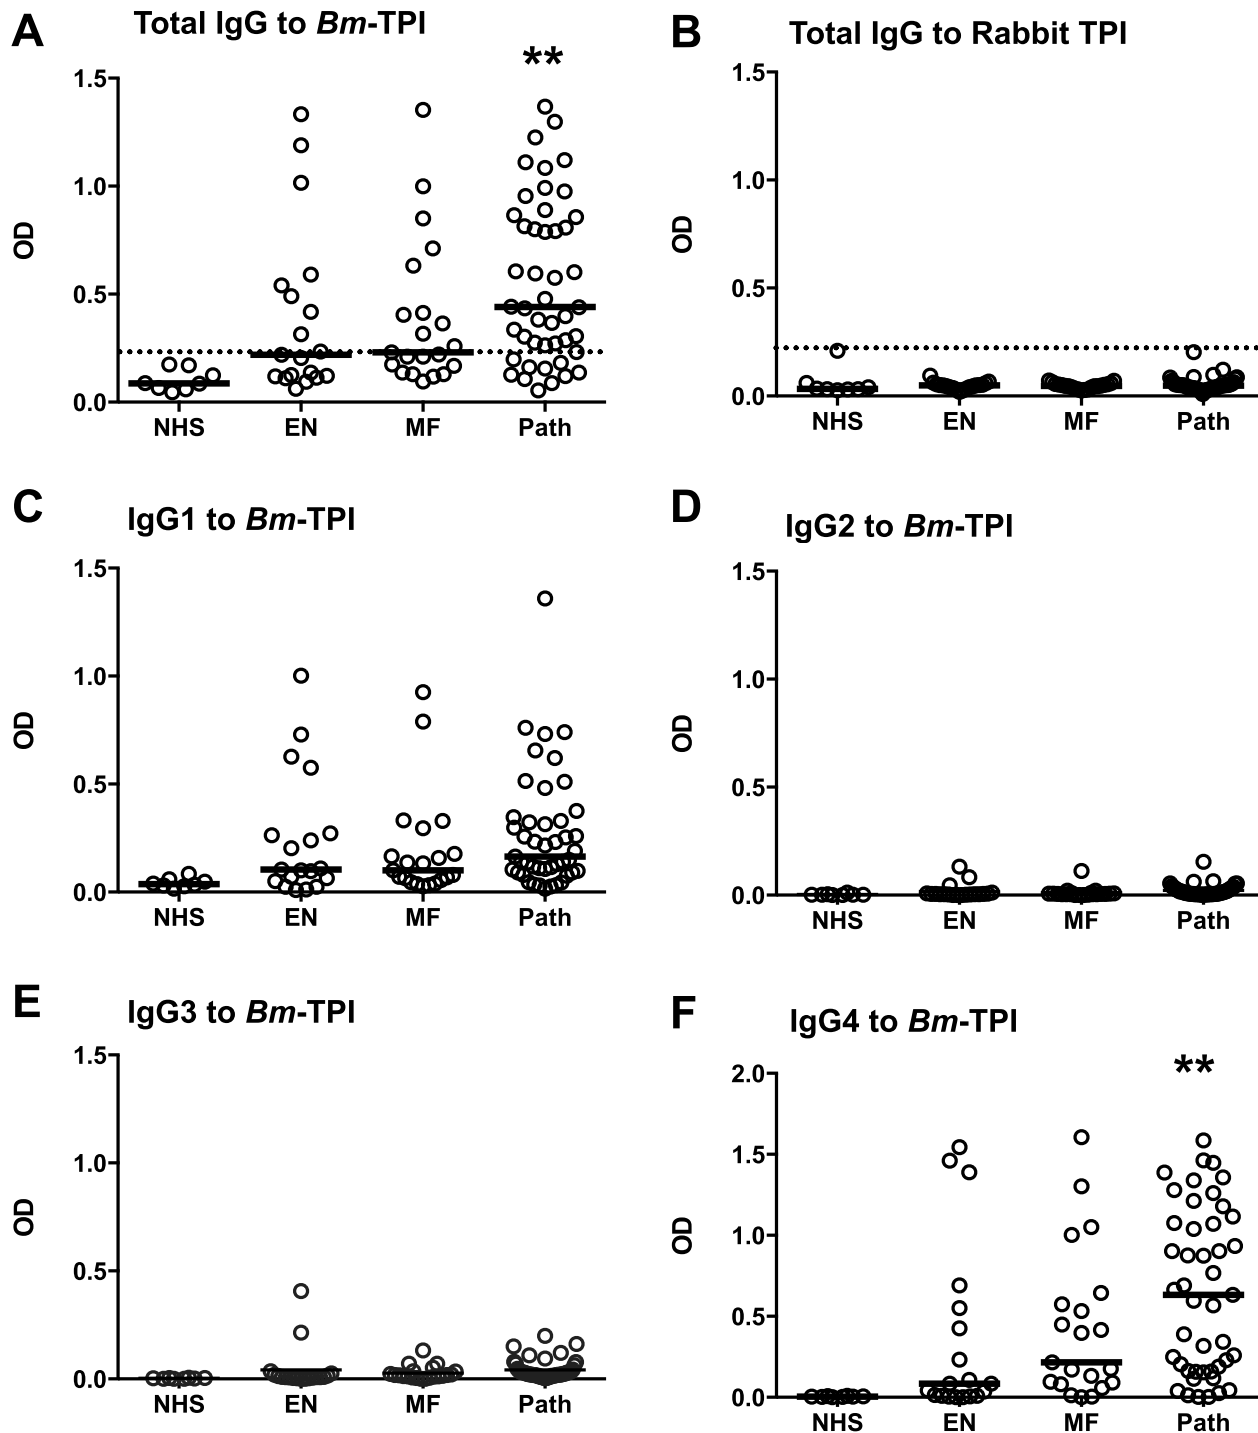 A Total IgG to Bm-TPI
**
1.5
1.0
0.5
0.0
OD
NHS EN MF Path
B Total IgG to Rabbit TPI
1.5
1.0
0.5
0.0
OD
NHS EN MF Path
C IgG1 to Bm-TPI
1.5
1.0
0.5
0.0
OD
NHS EN MF Path
D IgG2 to Bm-TPI
1.5
1.0
0.5
0.0
OD
NHS EN MF Path
E IgG3 to Bm-TPI
1.5
1.0
0.5
0.0
OD
NHS EN MF Path
F IgG4 to Bm-TPI
**
2.0
1.5
1.0
0.5
0.0
OD
NHS EN MF Path